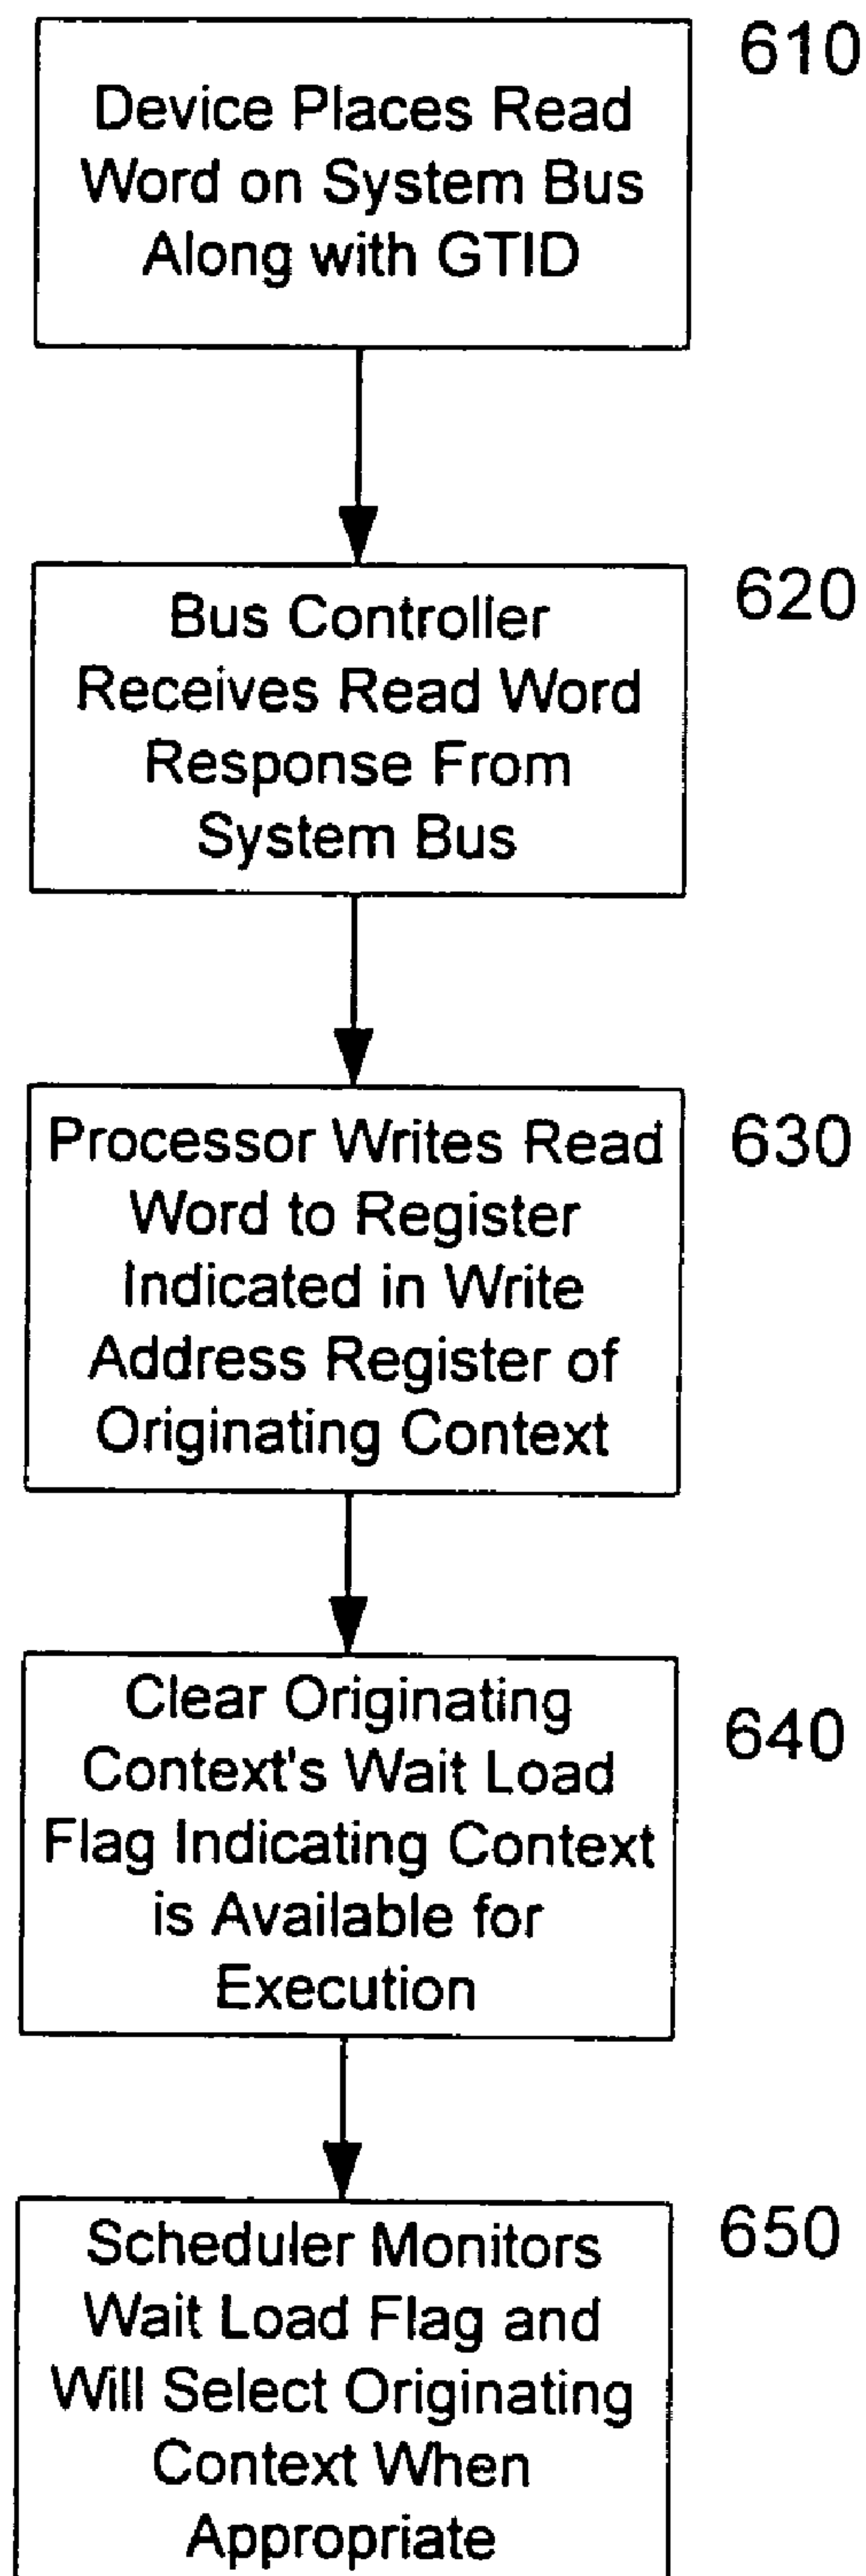 610
Device Places Read
Word on System Bus
Along with GTID
620
Bus Controller
Receives Read Word
Response From
System Bus
630
Processor Writes Read
Word to Register
Indicated in Write
Address Register of
Originating Context
640
Clear Originating
Context's Wait Load
Flag Indicating Context
is Available for
Execution
650
Scheduler Monitors
Wait Load Flag and
Will Select Originating
Context When
Appropriate